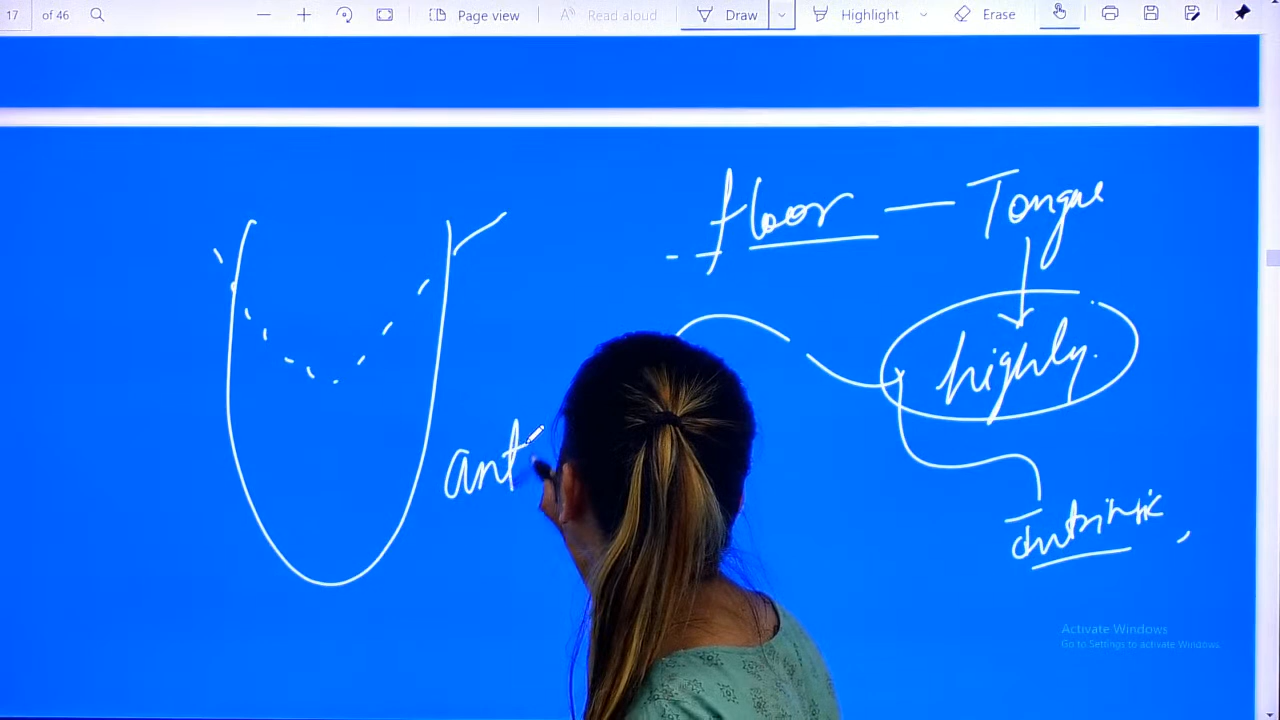 17 of 46 Page view Read aloud Draw Highlight Erase
floor — Tongue
highly.
ant
intrinsic,
Activate Windows
Go to Settings to activate Windows.